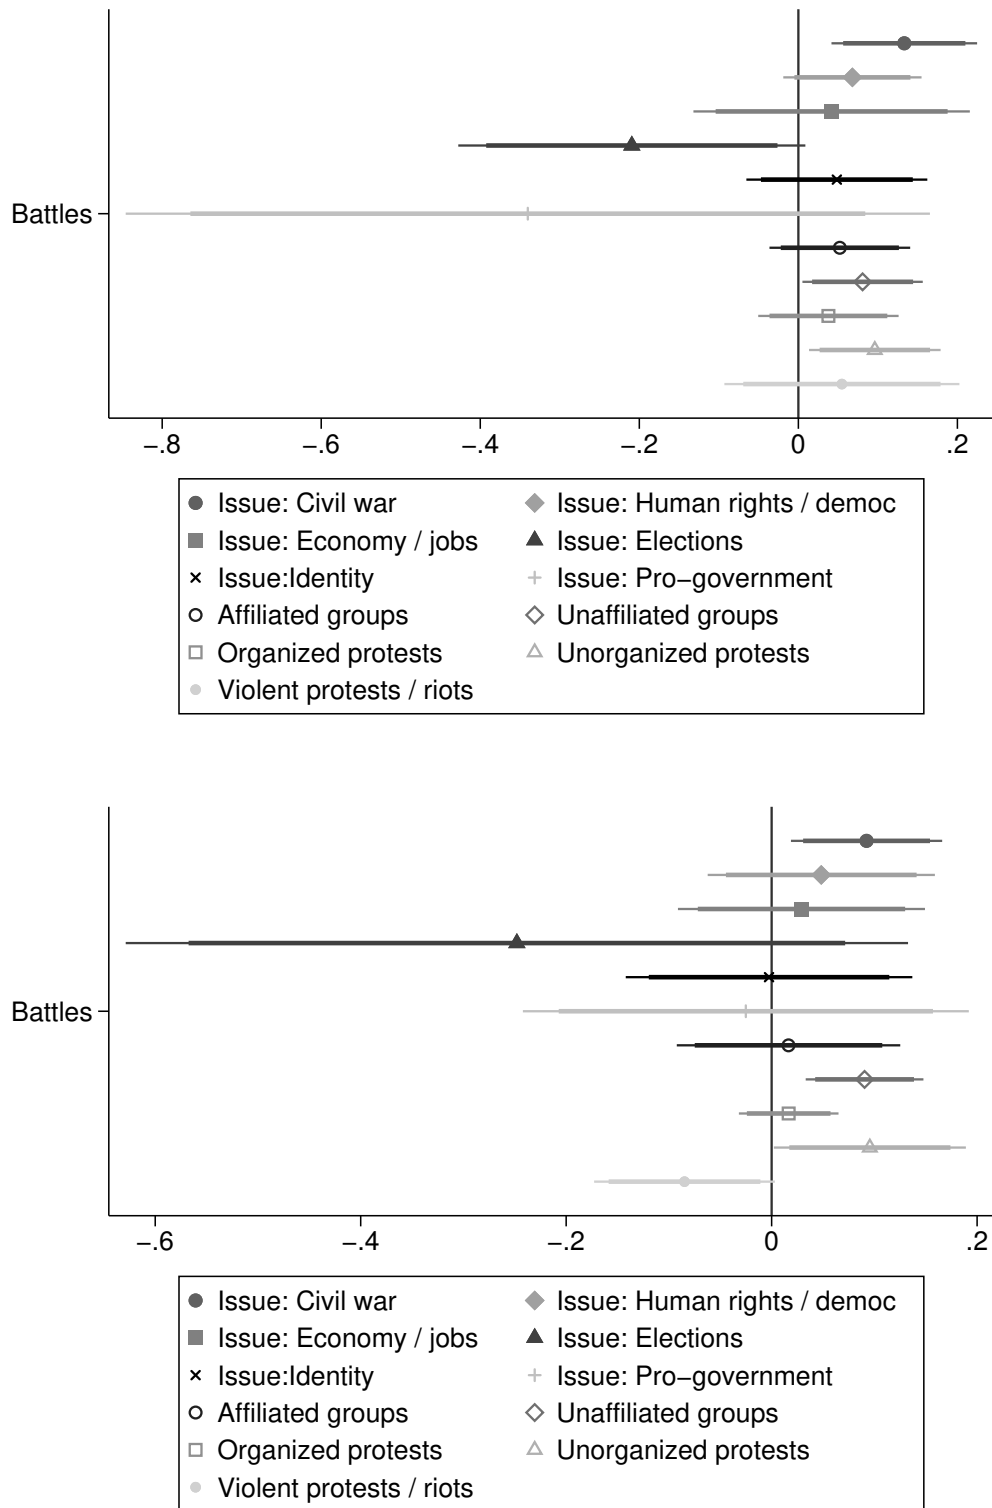 Battles
−.8 −.6 −.4 −.2 0 .2
Issue: Civil war Issue: Human rights / democ
Issue: Economy / jobs Issue: Elections
Issue:Identity Issue: Pro−government
Affiliated groups Unaffiliated groups
Organized protests Unorganized protests
Violent protests / riots
Battles
−.6 −.4 −.2 0 .2
Issue: Civil war Issue: Human rights / democ
Issue: Economy / jobs Issue: Elections
Issue:Identity Issue: Pro−government
Affiliated groups Unaffiliated groups
Organized protests Unorganized protests
Violent protests / riots